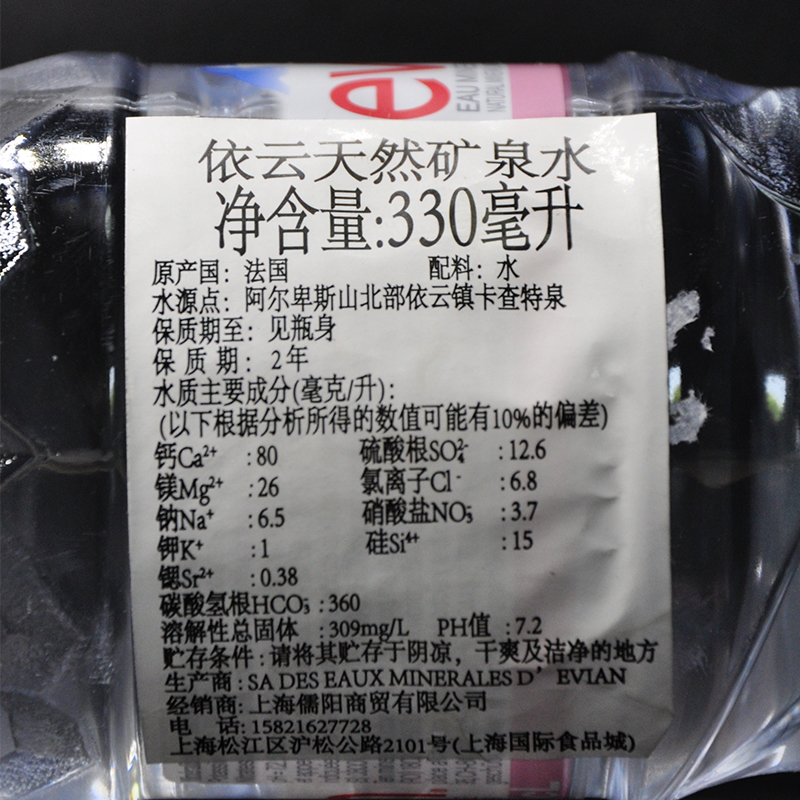 ev
EAU MI
NATURAL MINER
依云天然矿泉水
净含量:330毫升
原产国: 法国 配料: 水
水源点: 阿尔卑斯山北部依云镇卡查特泉
保质期至: 见瓶身
保 质 期: 2年
水质主要成分(毫克/升):
(以下根据分析所得的数值可能有10%的偏差)
钙Ca²⁺ :80 硫酸根SO₄²⁻ :12.6
镁Mg²⁺ :26 氯离子Cl⁻ :6.8
钠Na⁺ :6.5 硝酸盐NO₃⁻ :3.7
钾K⁺ :1 硅Si⁴⁺ :15
锶Sr²⁺ :0.38
碳酸氢根HCO₃⁻ :360
溶解性总固体 :309mg/L PH值 :7.2
贮存条件:请将其贮存于阴凉，干爽及洁净的地方
生产商:SA DES EAUX MINERALES D’ EVIAN
经销商:上海儒阳商贸有限公司
电 话:15821627728
上海松江区沪松公路2101号(上海国际食品城)